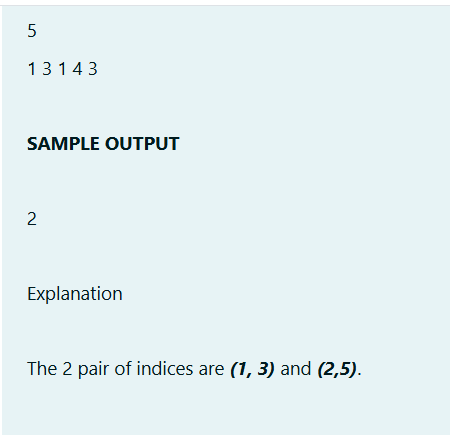 5
1 3 1 4 3
SAMPLE OUTPUT
2
Explanation
The 2 pair of indices are (1, 3) and (2,5).